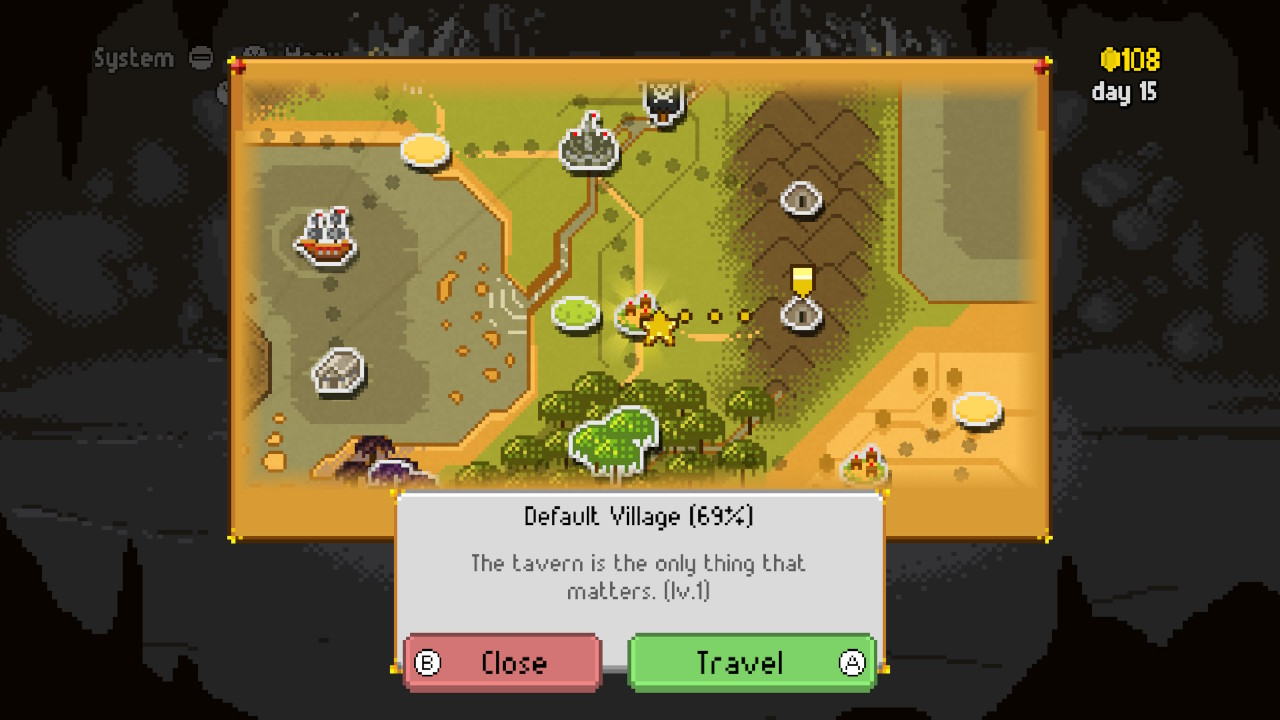 System
108
day 15
Default Village (69%)
The tavern is the only thing that
matters. (lv.1)
B Close
Travel A